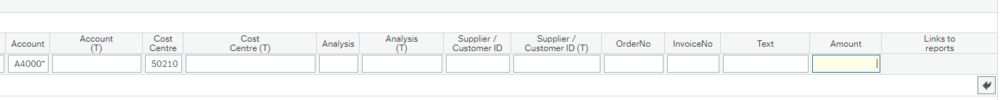 Account
Account
(T)
Cost
Centre
Cost
Centre (T)
Analysis
Analysis
(T)
Supplier /
Customer ID
Supplier /
Customer ID (T)
OrderNo
InvoiceNo
Text
Amount
Links to
reports
A4000*
50210